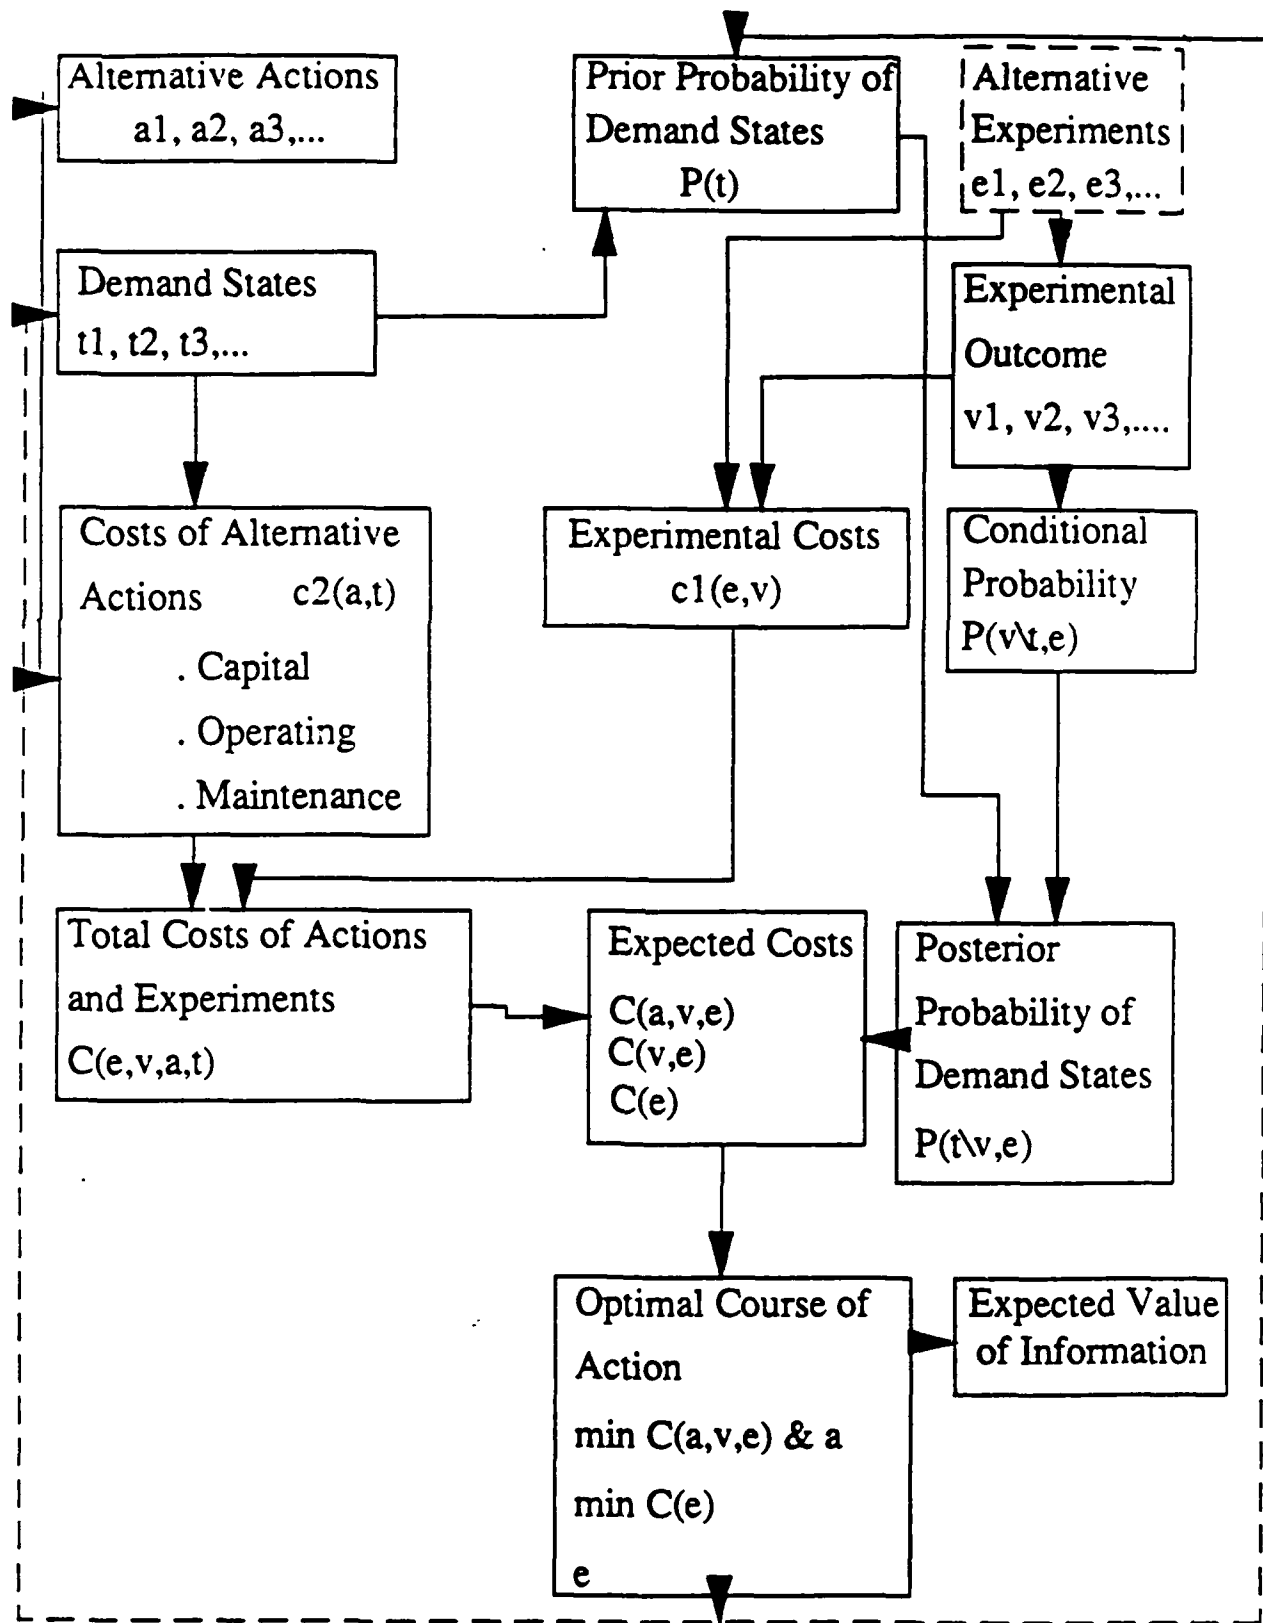 Alternative Actions
a1, a2, a3,...
Prior Probability of
Demand States
P(t)
Alternative
Experiments
e1, e2, e3,...
Demand States
t1, t2, t3,...
Experimental
Outcome
v1, v2, v3,....
Costs of Alternative
Actions c2(a,t)
. Capital
. Operating
. Maintenance
Experimental Costs
c1(e,v)
Conditional
Probability
P(v\t,e)
Total Costs of Actions
and Experiments
C(e,v,a,t)
Expected Costs
C(a,v,e)
C(v,e)
C(e)
Posterior
Probability of
Demand States
P(t\v,e)
Optimal Course of
Action
min C(a,v,e) & a
min C(e)
e
Expected Value
of Information